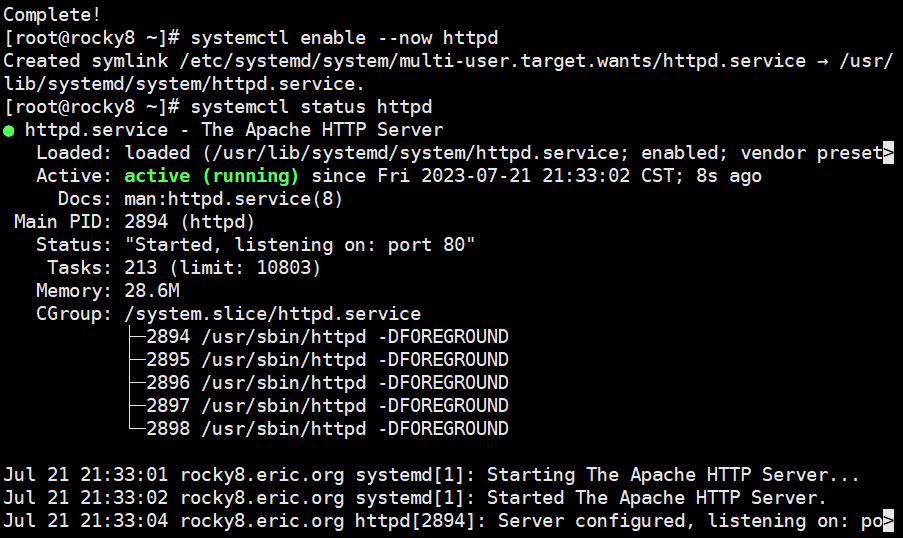 Complete!
[root@rocky8 ~]# systemctl enable --now httpd
Created symlink /etc/systemd/system/multi-user.target.wants/httpd.service → /usr/
lib/systemd/system/httpd.service.
[root@rocky8 ~]# systemctl status httpd
● httpd.service - The Apache HTTP Server
   Loaded: loaded (/usr/lib/systemd/system/httpd.service; enabled; vendor preset>
   Active: active (running) since Fri 2023-07-21 21:33:02 CST; 8s ago
     Docs: man:httpd.service(8)
 Main PID: 2894 (httpd)
   Status: "Started, listening on: port 80"
    Tasks: 213 (limit: 10803)
   Memory: 28.6M
   CGroup: /system.slice/httpd.service
           ├─2894 /usr/sbin/httpd -DFOREGROUND
           ├─2895 /usr/sbin/httpd -DFOREGROUND
           ├─2896 /usr/sbin/httpd -DFOREGROUND
           ├─2897 /usr/sbin/httpd -DFOREGROUND
           └─2898 /usr/sbin/httpd -DFOREGROUND
Jul 21 21:33:01 rocky8.eric.org systemd[1]: Starting The Apache HTTP Server...
Jul 21 21:33:02 rocky8.eric.org systemd[1]: Started The Apache HTTP Server.
Jul 21 21:33:04 rocky8.eric.org httpd[2894]: Server configured, listening on: po>